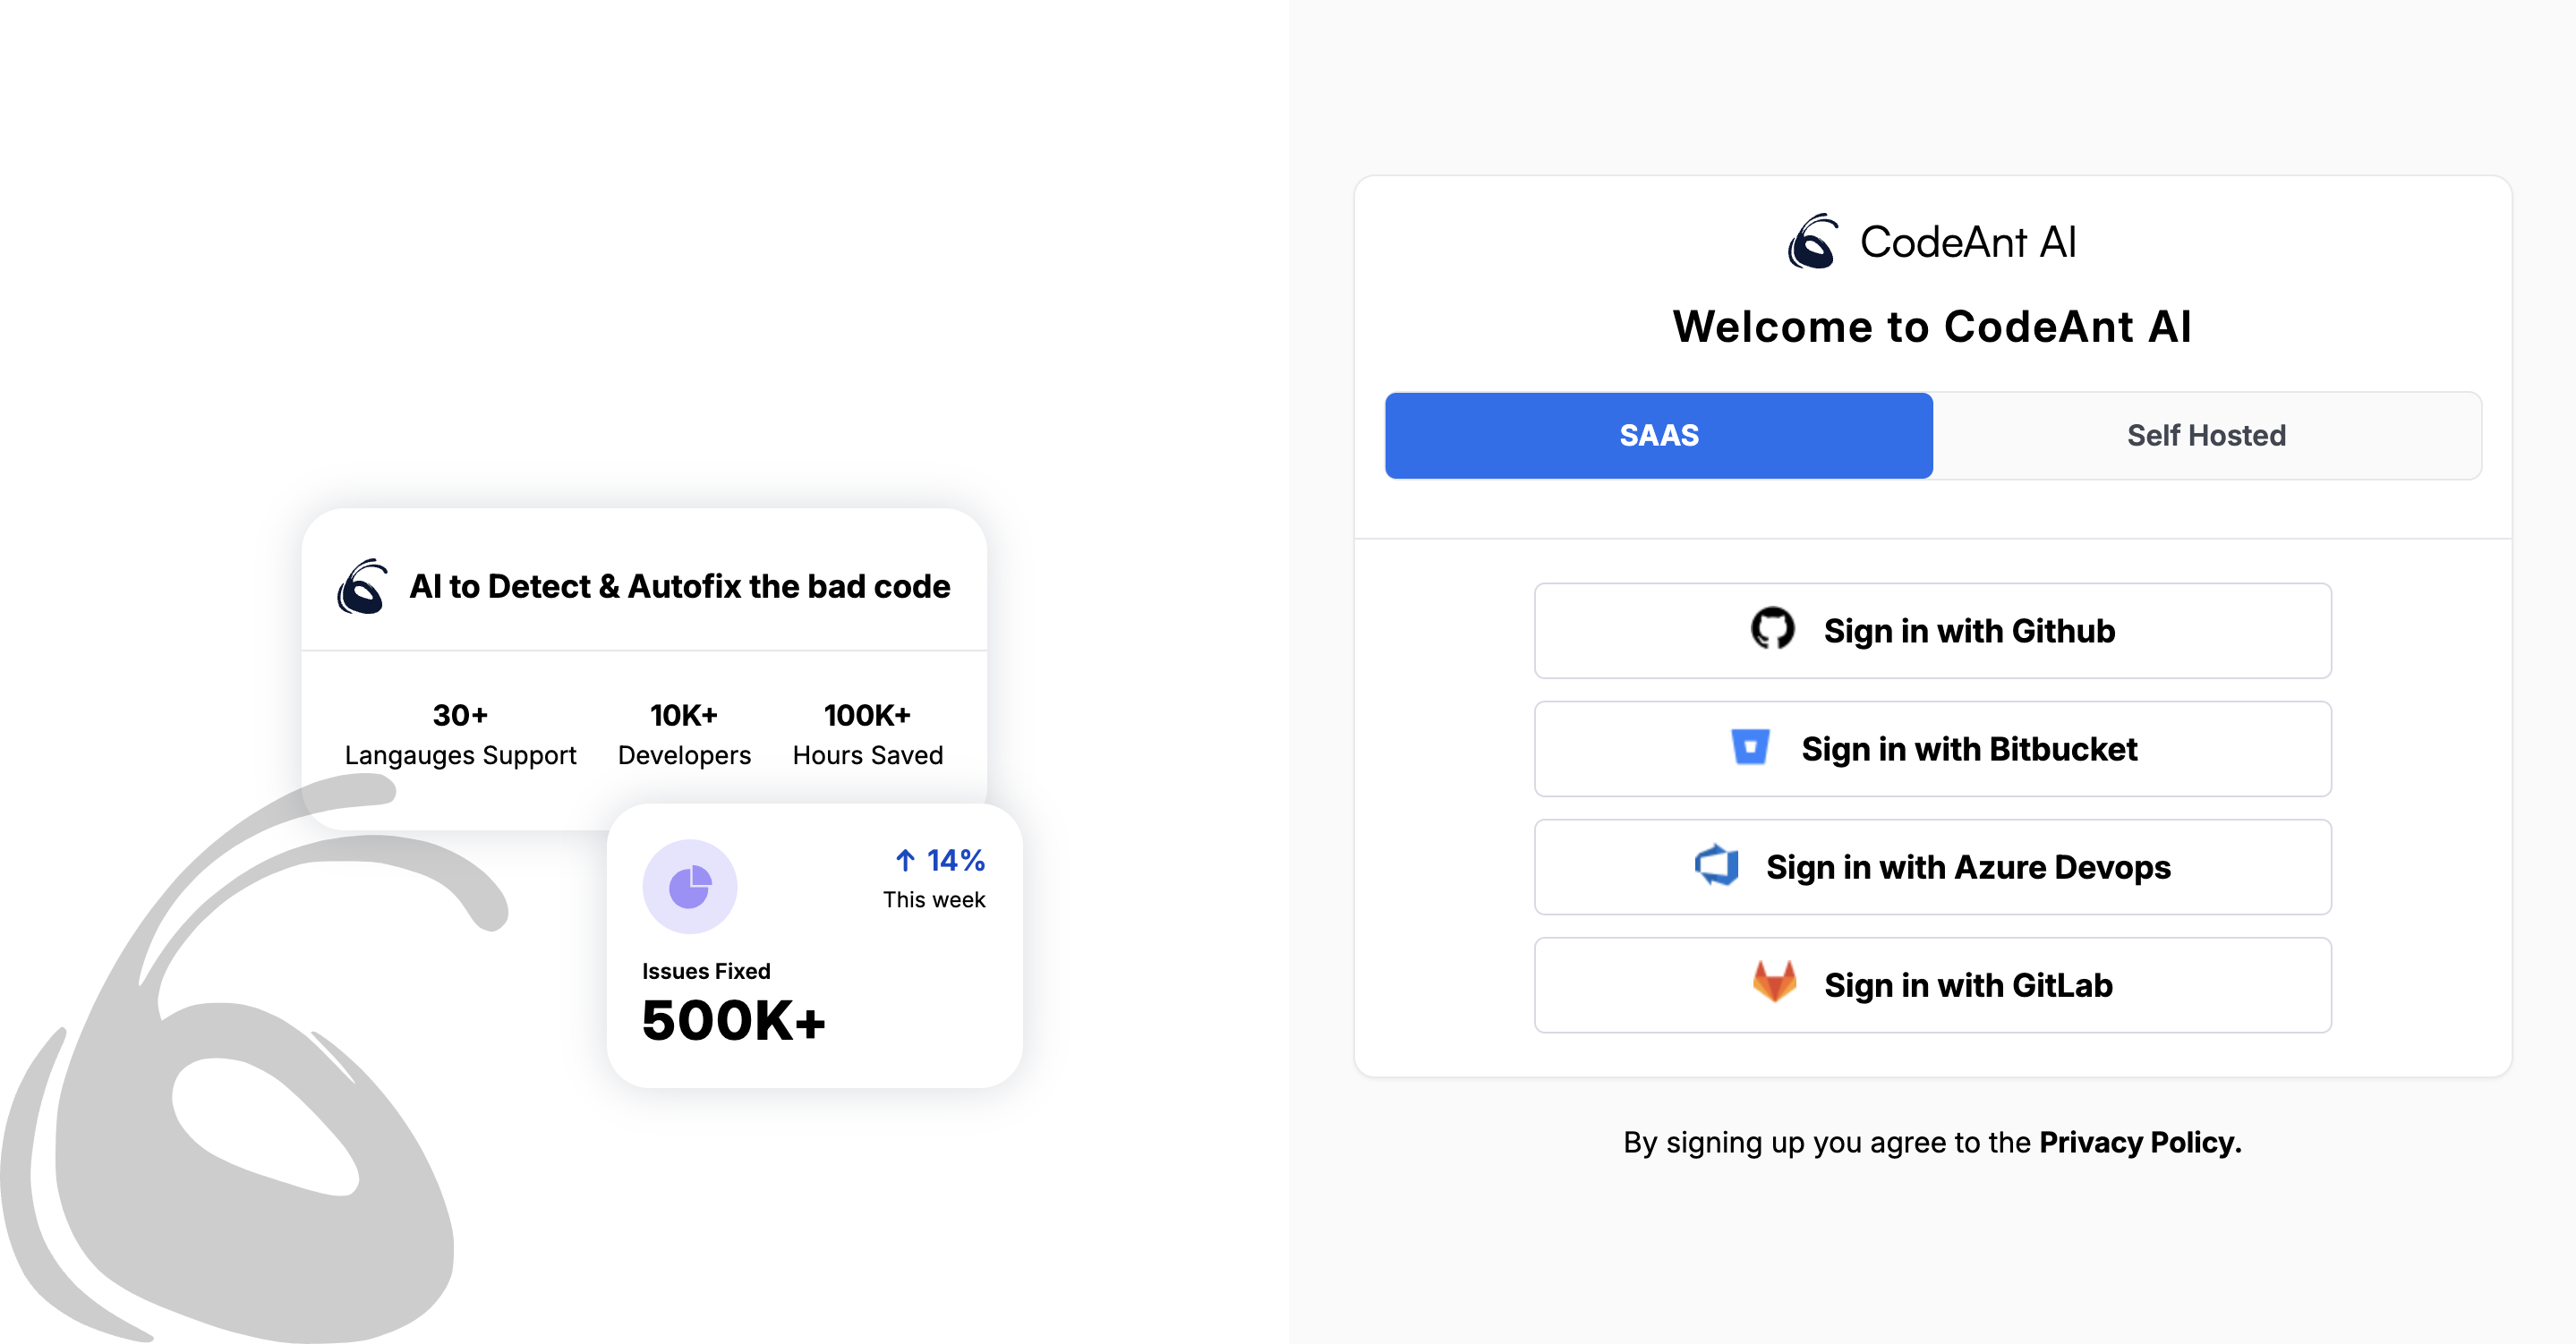 AI to Detect & Autofix the bad code
30+
Langauges Support
10K+
Developers
100K+
Hours Saved
↑ 14%
This week
Issues Fixed
500K+
CodeAnt AI
Welcome to CodeAnt AI
SAAS
Self Hosted
Sign in with Github
Sign in with Bitbucket
Sign in with Azure Devops
Sign in with GitLab
By signing up you agree to the Privacy Policy.